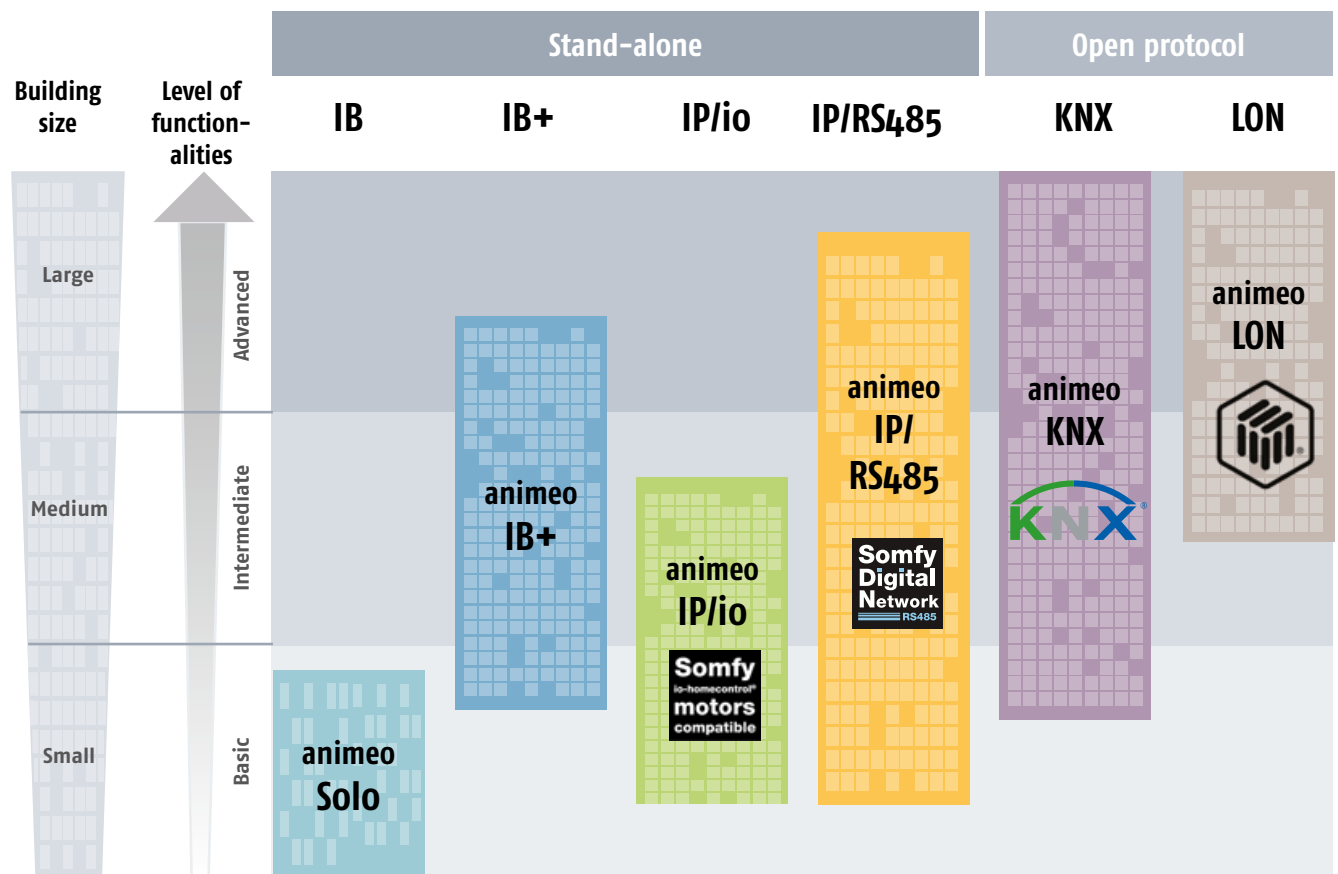 Stand-alone
Open protocol
Building
size
Level of
function-
alities
IB
IB+
IP/io
IP/RS485
KNX
LON
Large
Medium
Small
Advanced
Intermediate
Basic
animeo
Solo
animeo
IB+
animeo
IP/io
Somfy
io-homecontrol®
motors
compatible
animeo
IP/
RS485
Somfy
Digital
Network
RS485
animeo
KNX
KNX®
animeo
LON
®